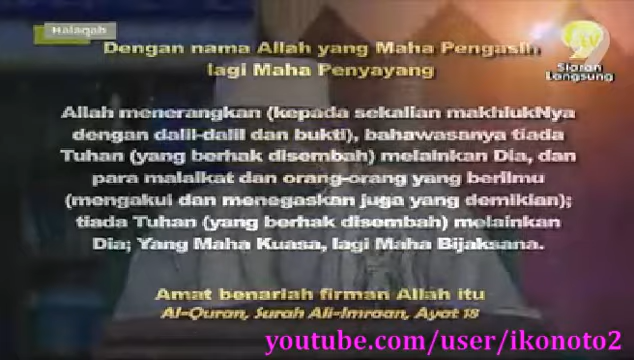 Halaqah
tv9
Siaran
Langsung
Dengan nama Allah yang Maha Pengasih
lagi Maha Penyayang
Allah menerangkan (kepada sekalian makhlukNya
dengan dalil-dalil dan bukti), bahawasanya tiada
Tuhan (yang berhak disembah) melainkan Dia, dan
para malaikat dan orang-orang yang berilmu
(mengakui dan menegaskan juga yang demikian);
tiada Tuhan (yang berhak disembah) melainkan
Dia; Yang Maha Kuasa, lagi Maha Bijaksana.
Amat benarlah firman Allah itu
Al-Quran, Surah Ali-Imraan, Ayat 18
youtube.com/user/ikonoto2